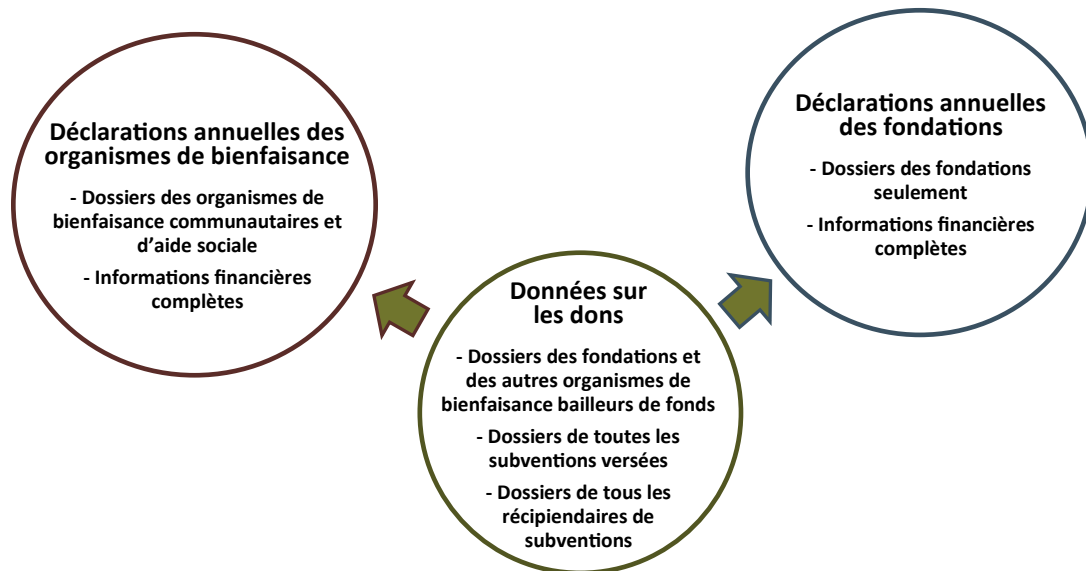 Déclarations annuelles des
organismes de bienfaisance
- Dossiers des organismes de
bienfaisance communautaires et
d’aide sociale
- Informations financières
complètes
Déclarations annuelles
des fondations
- Dossiers des fondations
seulement
- Informations financières
complètes
Données sur
les dons
- Dossiers des fondations et
des autres organismes de
bienfaisance bailleurs de fonds
- Dossiers de toutes les
subventions versées
- Dossiers de tous les
récipiendaires de
subventions